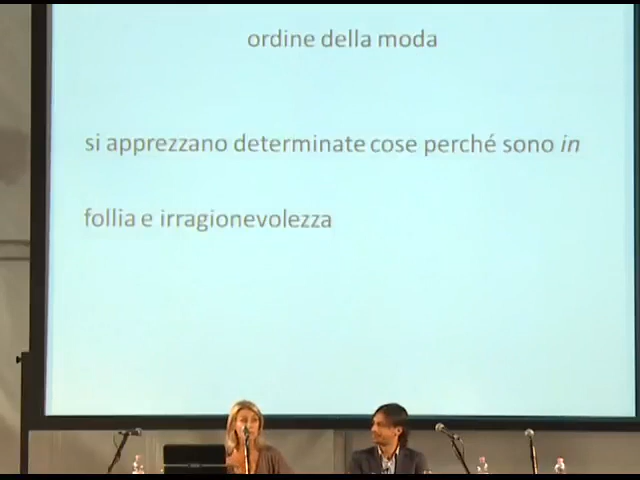 ordine della moda
si apprezzano determinate cose perché sono in
follia e irragionevolezza